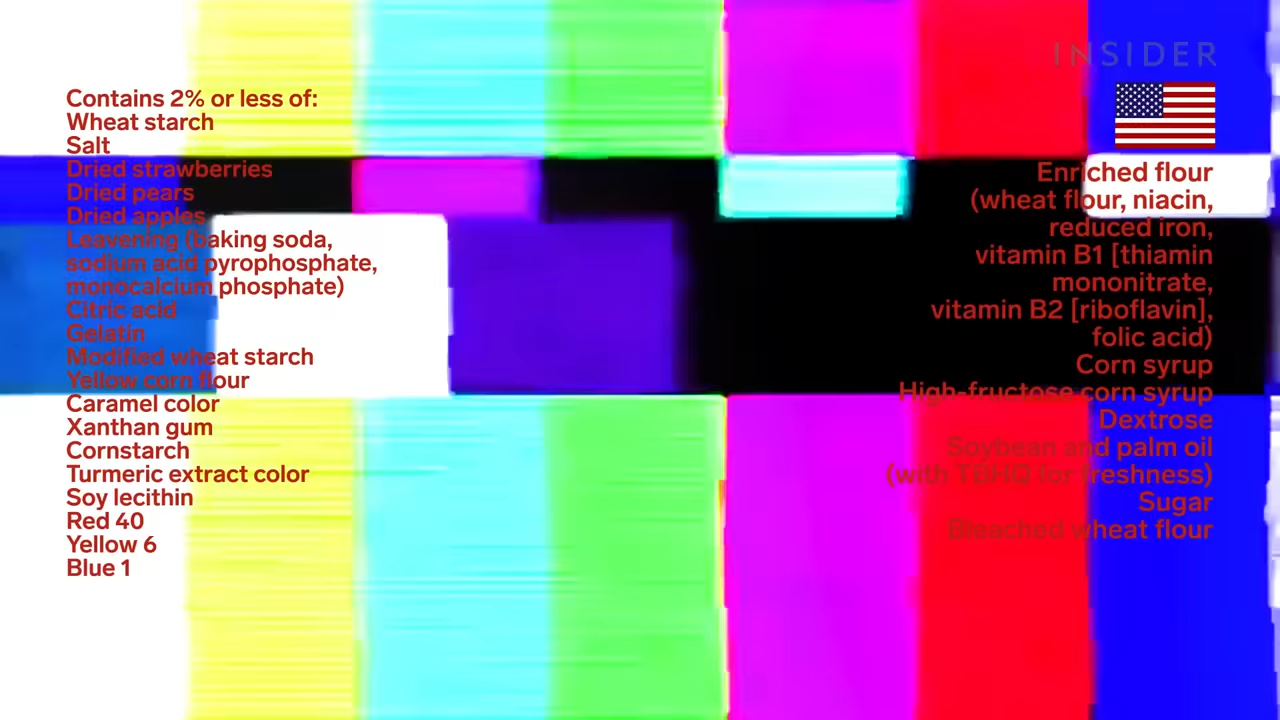 INSIDER
Contains 2% or less of:
Wheat starch
Salt
Dried strawberries
Dried pears
Dried apples
Leavening (baking soda,
sodium acid pyrophosphate,
monocalcium phosphate)
Citric acid
Gelatin
Modified wheat starch
Yellow corn flour
Caramel color
Xanthan gum
Cornstarch
Turmeric extract color
Soy lecithin
Red 40
Yellow 6
Blue 1
Enriched flour
(wheat flour, niacin,
reduced iron,
vitamin B1 [thiamin
mononitrate,
vitamin B2 [riboflavin],
folic acid)
Corn syrup
High-fructose corn syrup
Dextrose
Soybean and palm oil
(with TBHQ for freshness)
Sugar
Bleached wheat flour